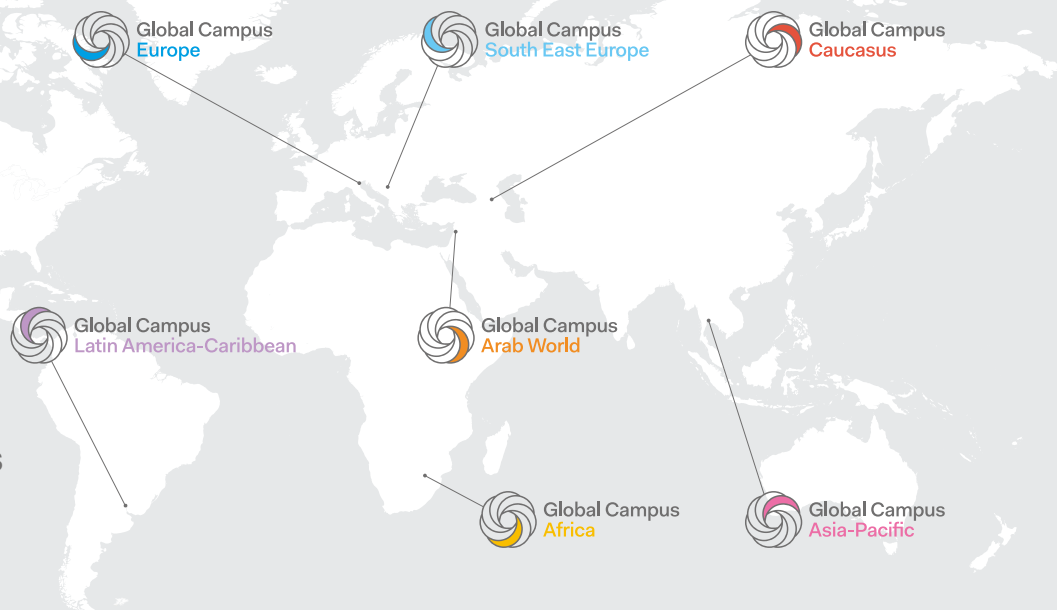 Global Campus
Europe
Global Campus
South East Europe
Global Campus
Caucasus
Global Campus
Latin America-Caribbean
Global Campus
Arab World
s
Global Campus
Africa
Global Campus
Asia-Pacific